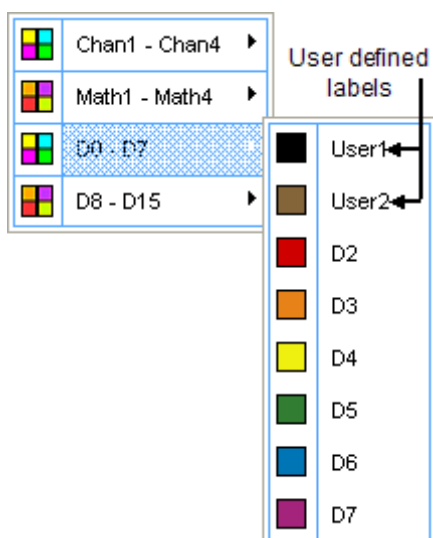 Chan1 - Chan4
Math1 - Math4
D0 - D7
D8 - D15
User defined
labels
User1
User2
D2
D3
D4
D5
D6
D7